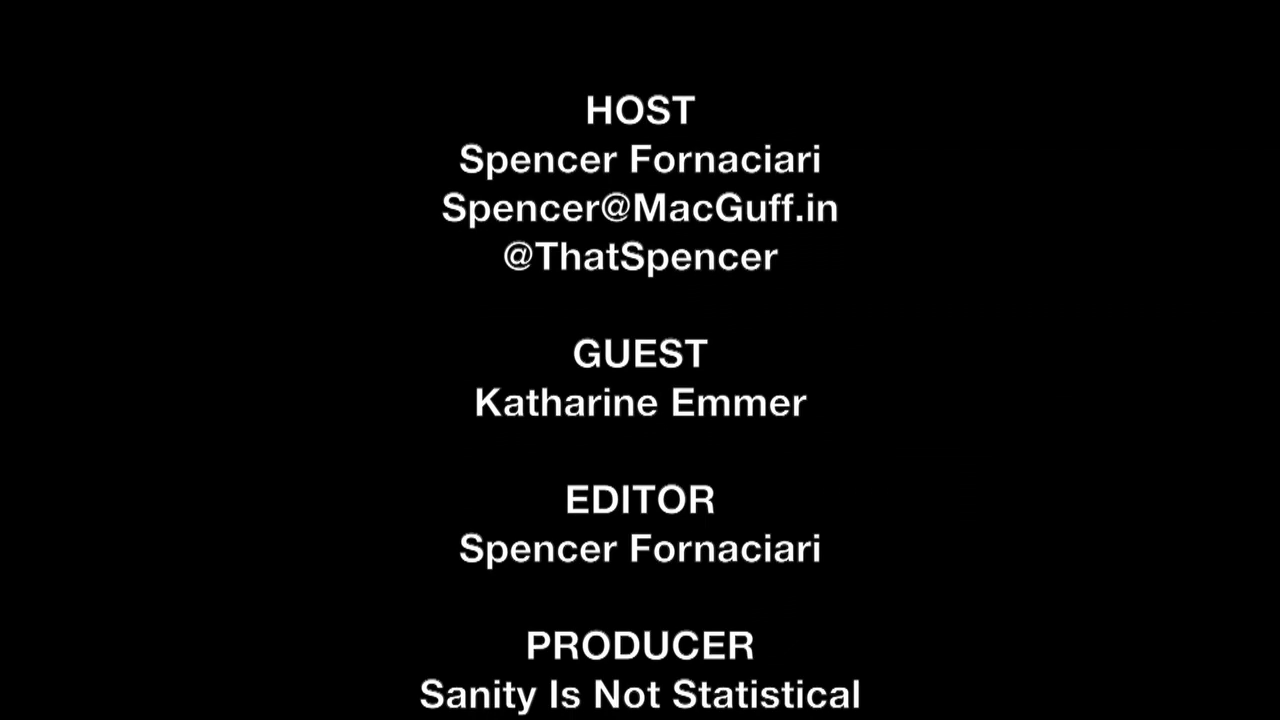 HOST
Spencer Fornaciari
Spencer@MacGuff.in
@ThatSpencer
GUEST
Katharine Emmer
EDITOR
Spencer Fornaciari
PRODUCER
Sanity Is Not Statistical